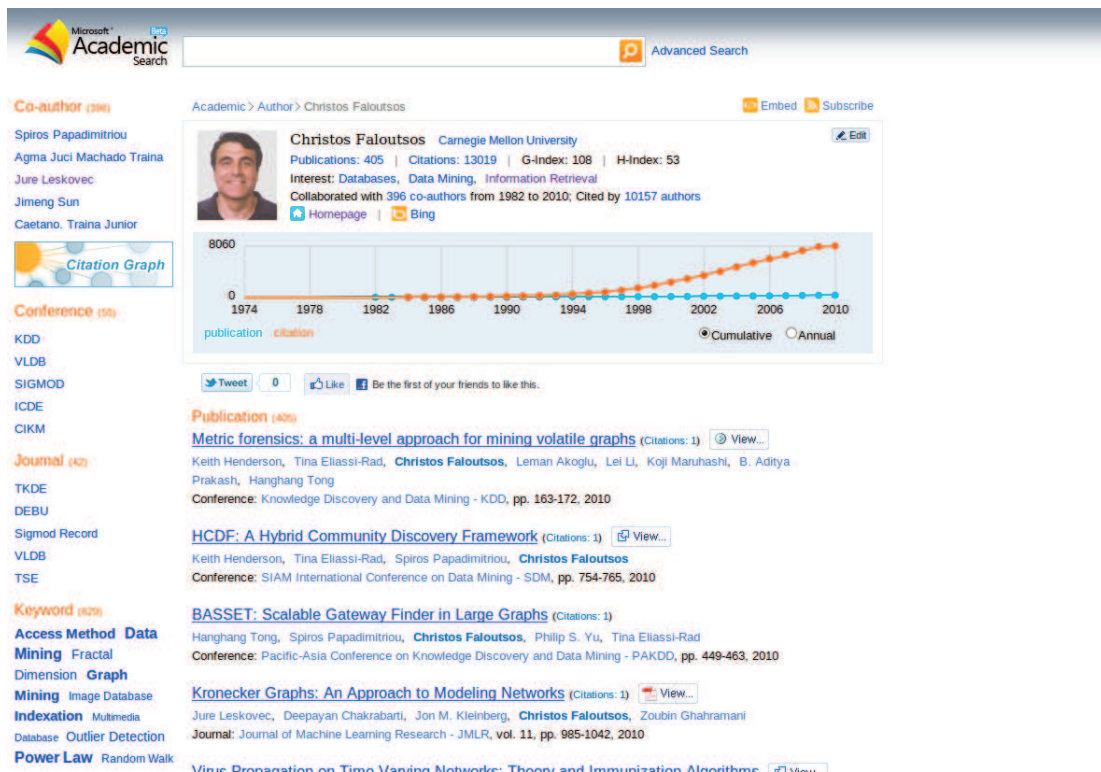 Microsoft
Beta
Academic
Search
Advanced Search
Co-author (396)
Spiros Papadimitriou
Agma Juci Machado Traina
Jure Leskovec
Jimeng Sun
Caetano. Traina Junior
Citation Graph
Conference (55)
KDD
VLDB
SIGMOD
ICDE
CIKM
Journal (42)
TKDE
DEBU
Sigmod Record
VLDB
TSE
Keyword (629)
Access Method Data
Mining Fractal
Dimension Graph
Mining Image Database
Indexation Multimedia
Database Outlier Detection
Power Law Random Walk
Academic > Author > Christos Faloutsos
Embed Subscribe
Christos Faloutsos Carnegie Mellon University
Edit
Publications: 405 | Citations: 13019 | G-Index: 108 | H-Index: 53
Interest: Databases, Data Mining, Information Retrieval
Collaborated with 396 co-authors from 1982 to 2010; Cited by 10157 authors
Homepage | Bing
8060
0
1974 1978 1982 1986 1990 1994 1998 2002 2006 2010
publication citation
Cumulative Annual
Tweet 0 Like Be the first of your friends to like this.
Publication (405)
Metric forensics: a multi-level approach for mining volatile graphs (Citations: 1) View...
Keith Henderson, Tina Eliassi-Rad, Christos Faloutsos, Leman Akoglu, Lei Li, Koji Maruhashi, B. Aditya
Prakash, Hanghang Tong
Conference: Knowledge Discovery and Data Mining - KDD, pp. 163-172, 2010
HCDF: A Hybrid Community Discovery Framework (Citations: 1) View...
Keith Henderson, Tina Eliassi-Rad, Spiros Papadimitriou, Christos Faloutsos
Conference: SIAM International Conference on Data Mining - SDM, pp. 754-765, 2010
BASSET: Scalable Gateway Finder in Large Graphs (Citations: 1)
Hanghang Tong, Spiros Papadimitriou, Christos Faloutsos, Philip S. Yu, Tina Eliassi-Rad
Conference: Pacific-Asia Conference on Knowledge Discovery and Data Mining - PAKDD, pp. 449-463, 2010
Kronecker Graphs: An Approach to Modeling Networks (Citations: 1) View...
Jure Leskovec, Deepayan Chakrabarti, Jon M. Kleinberg, Christos Faloutsos, Zoubin Ghahramani
Journal: Journal of Machine Learning Research - JMLR, vol. 11, pp. 985-1042, 2010
Virus Propagation on Time Varying Networks: Theory and Immunization Algorithms View...